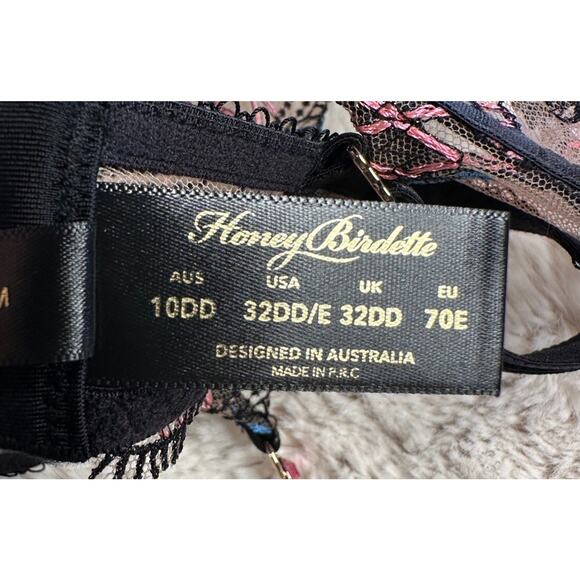 Honey Birdette
AUS USA UK EU
10DD 32DD/E 32DD 70E
DESIGNED IN AUSTRALIA
MADE IN P.R.C
M